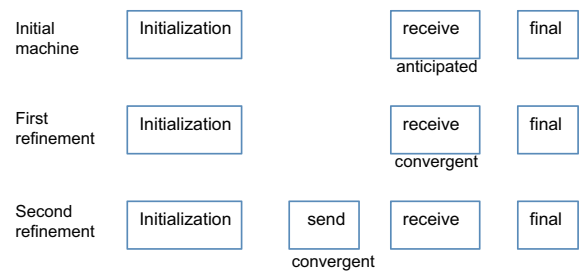 Initial machine
Initialization
receive
final
anticipated
First refinement
Initialization
receive
final
convergent
Second refinement
Initialization
send
receive
final
convergent